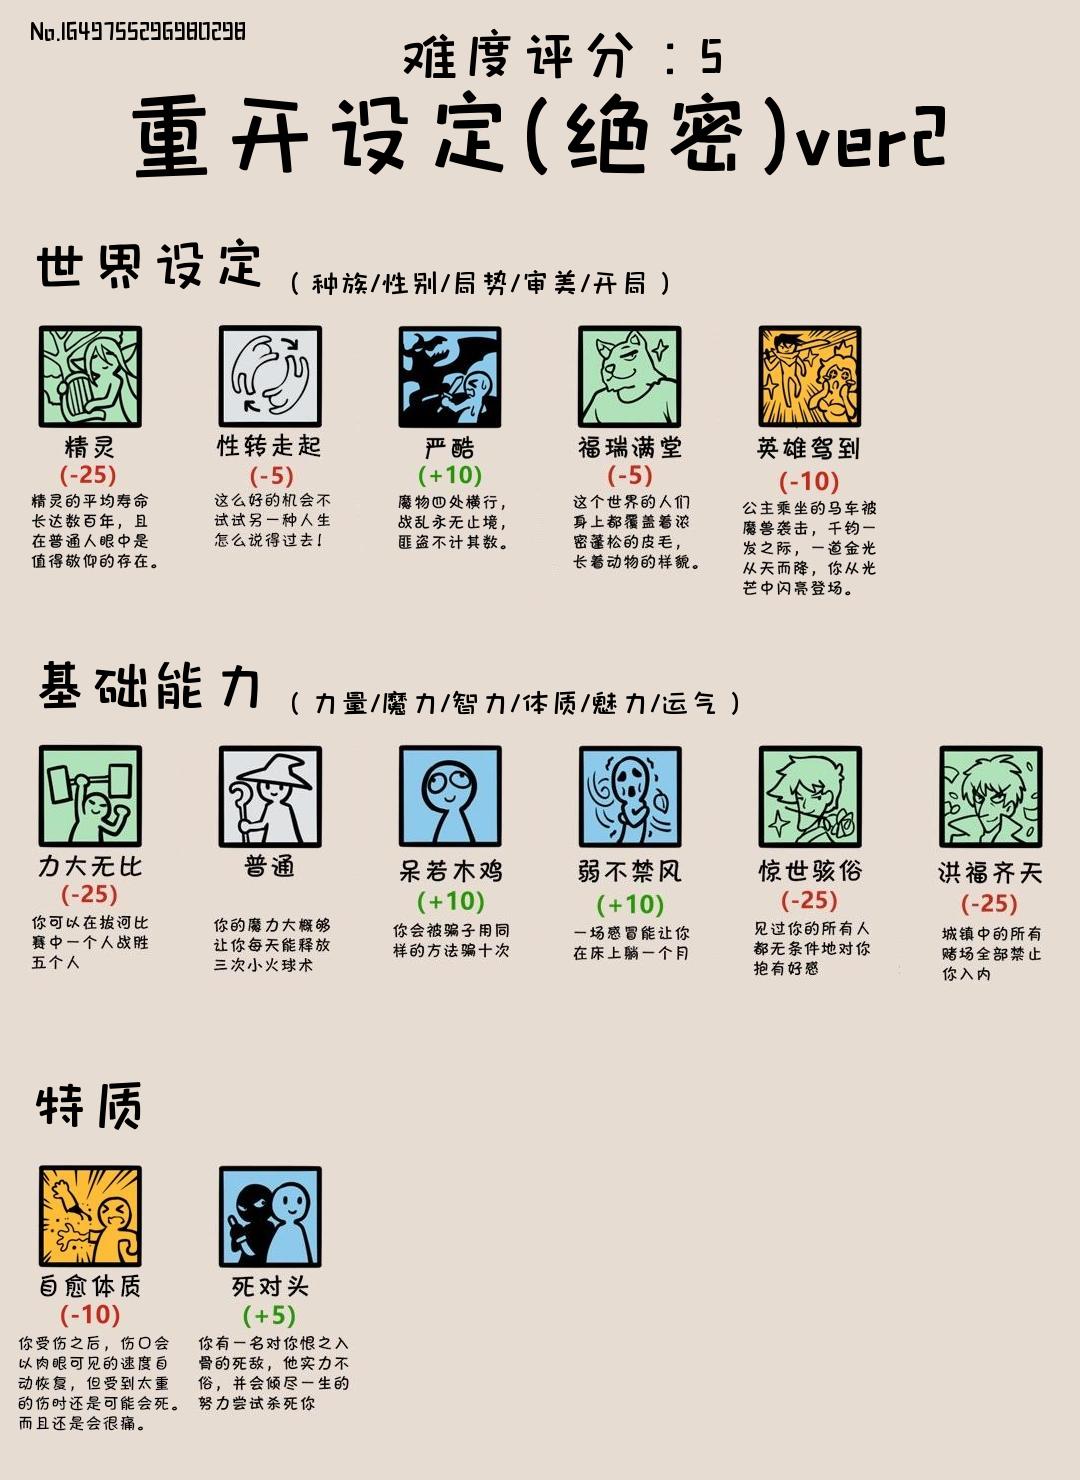 No.1649755296980298
难度评分：5
重开设定(绝密)ver2
世界设定（种族/性别/局势/审美/开局）
精灵
(-25)
精灵的平均寿命
长达数百年，且
在普通人眼中是
值得敬仰的存在。
性转走起
(-5)
这么好的机会不
试试另一种人生
怎么说得过去！
严酷
(+10)
魔物四处横行，
战乱永无止境，
匪盗不计其数。
福瑞满堂
(-5)
这个世界的人们
身上都覆盖着浓
密蓬松的皮毛，
长着动物的样貌。
英雄驾到
(-10)
公主乘坐的马车被
魔兽袭击，千钧一
发之际，一道金光
从天而降，你从光
芒中闪亮登场。
基础能力（力量/魔力/智力/体质/魅力/运气）
力大无比
(-25)
你可以在拔河比
赛中一个人战胜
五个人
普通
你的魔力大概够
让你每天能释放
三次小火球术
呆若木鸡
(+10)
你会被骗子用同
样的方法骗十次
弱不禁风
(+10)
一场感冒能让你
在床上躺一个月
惊世骇俗
(-25)
见过你的所有人
都无条件地对你
抱有好感
洪福齐天
(-25)
城镇中的所有
赌场全部禁止
你入内
特质
自愈体质
(-10)
你受伤之后，伤口会
以肉眼可见的速度自
动恢复，但受到太重
的伤时还是可能会死。
而且还是会很痛。
死对头
(+5)
你有一名对你恨之入
骨的死敌，他实力不
俗，并会倾尽一生的
努力尝试杀死你